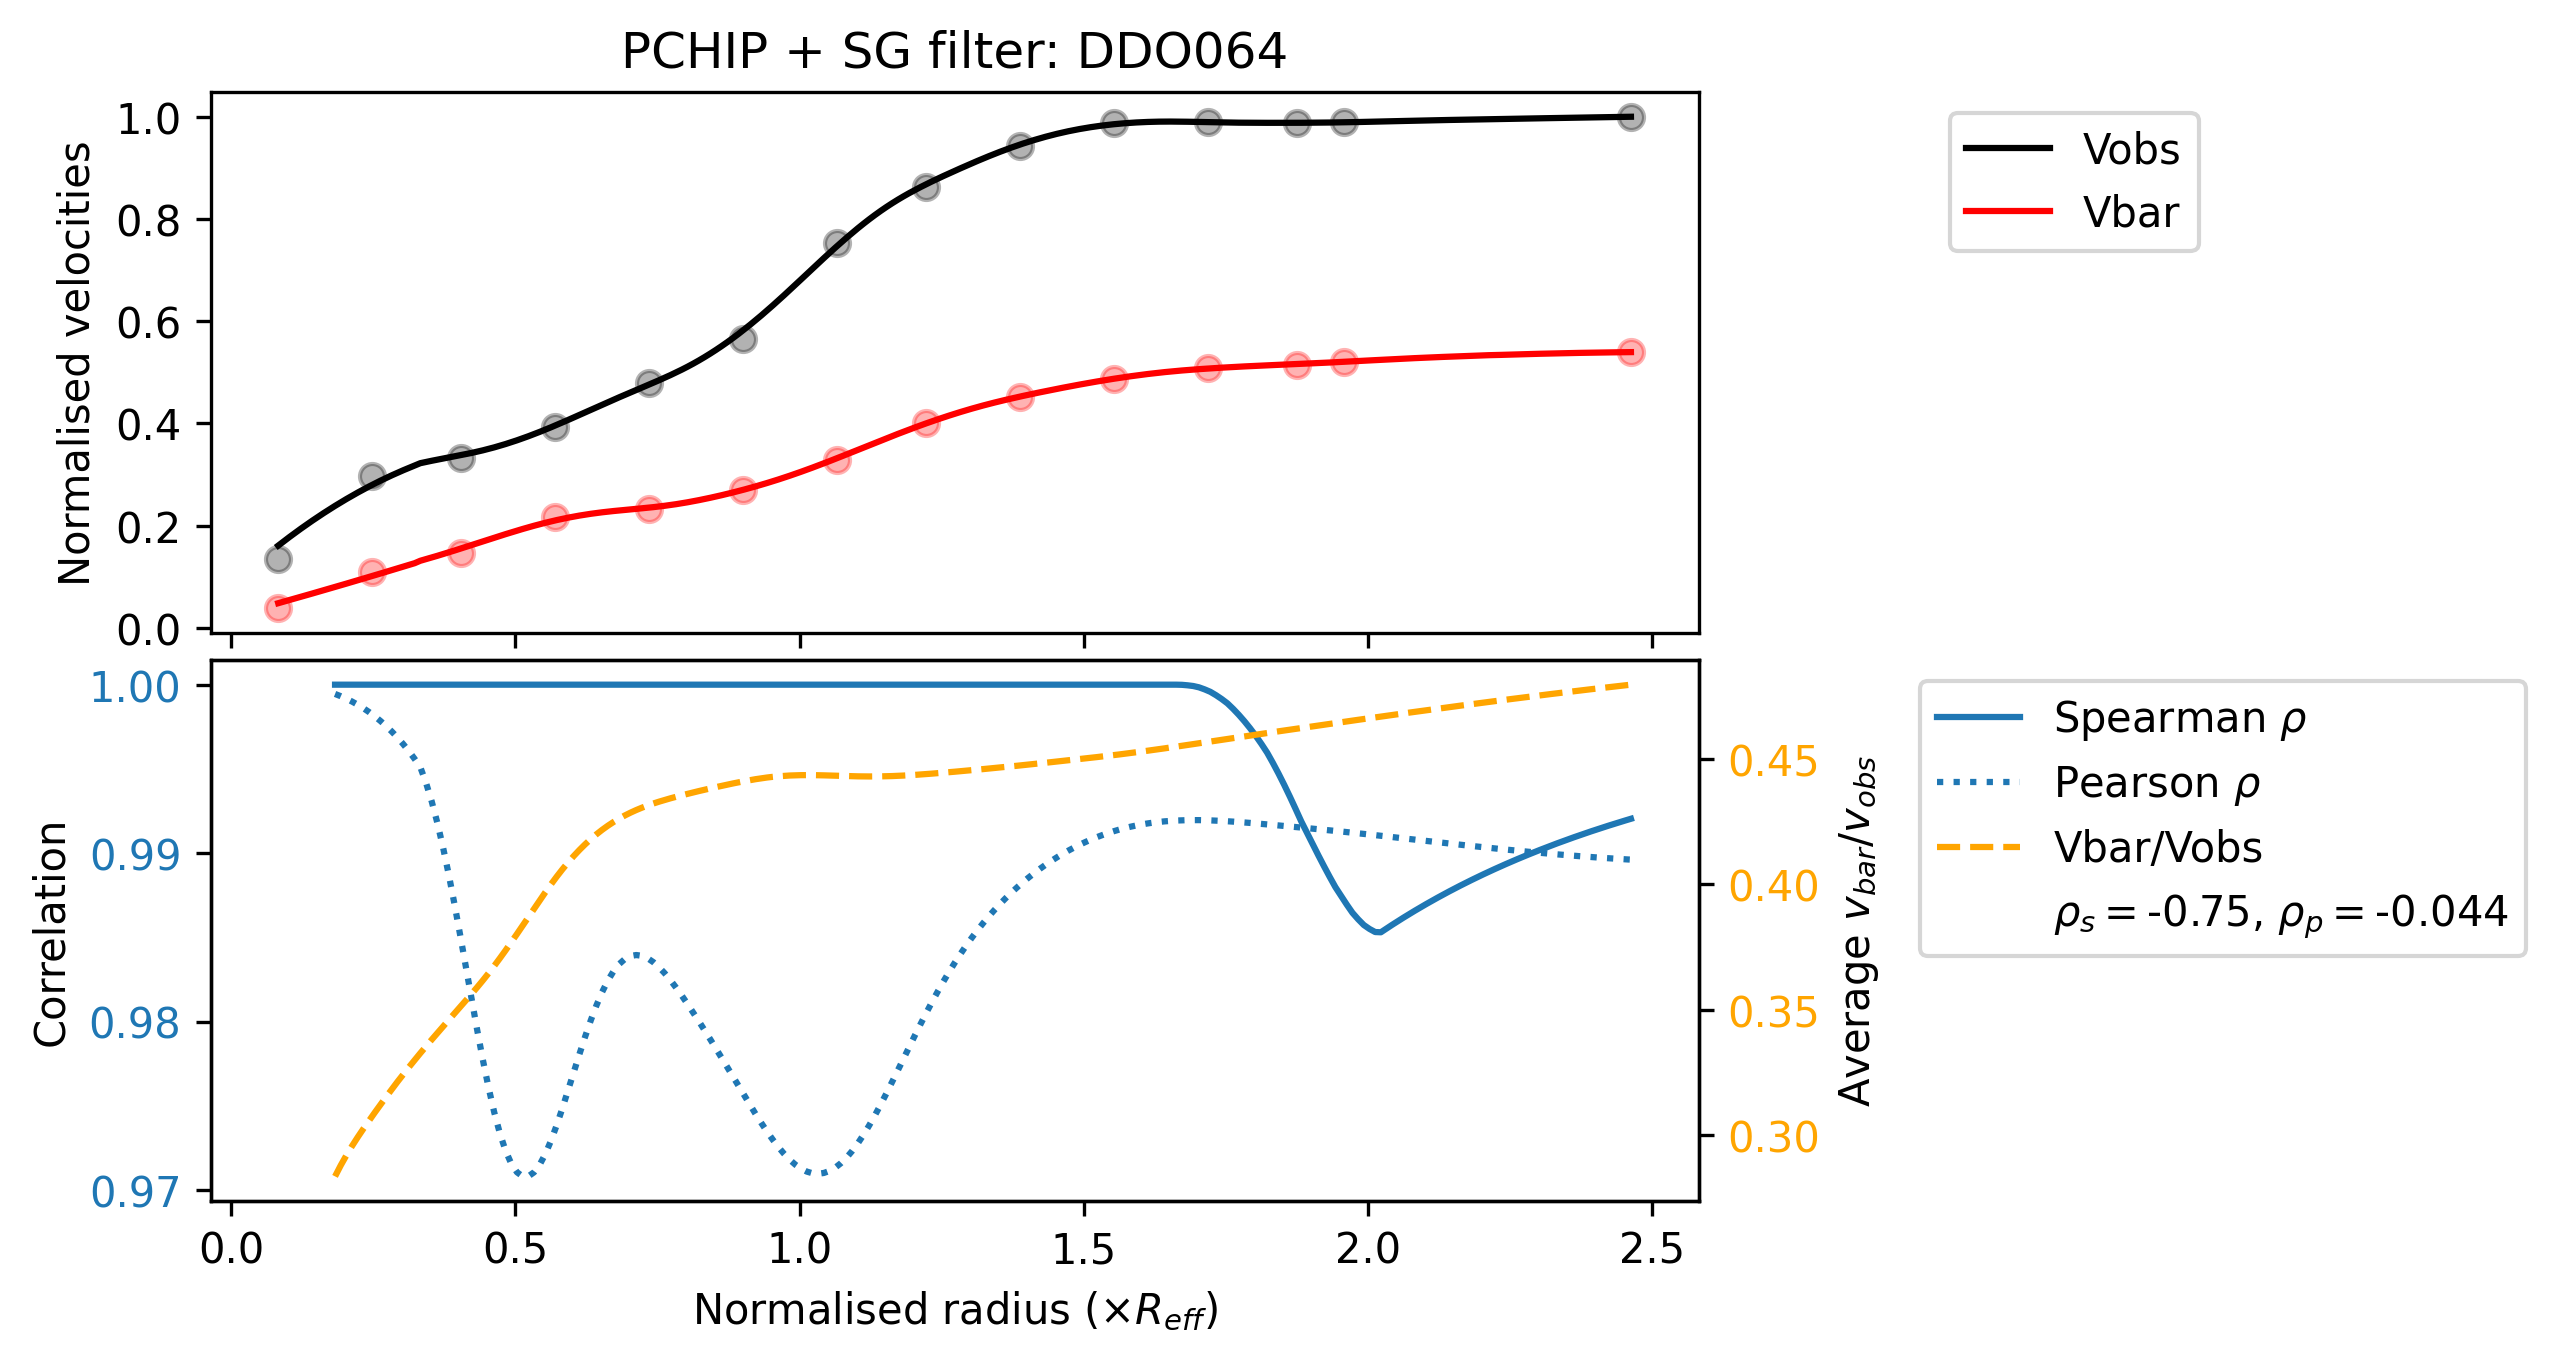 PCHIP + SG filter: DDO064
Normalised velocities
1.0
0.8
0.6
0.4
0.2
0.0
Vobs
Vbar
Correlation
1.00
0.99
0.98
0.97
0.45
0.40
0.35
0.30
Average v_bar/v_obs
Spearman ρ
Pearson ρ
Vbar/Vobs
ρ_s = -0.75, ρ_p = -0.044
0.0 0.5 1.0 1.5 2.0 2.5
Normalised radius (×R_eff)